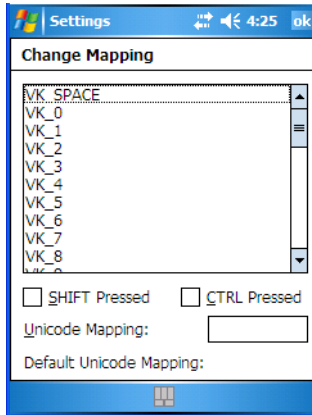 Settings 4:25 ok
Change Mapping
VK_SPACE
VK_0
VK_1
VK_2
VK_3
VK_4
VK_5
VK_6
VK_7
VK_8
SHIFT Pressed CTRL Pressed
Unicode Mapping:
Default Unicode Mapping: